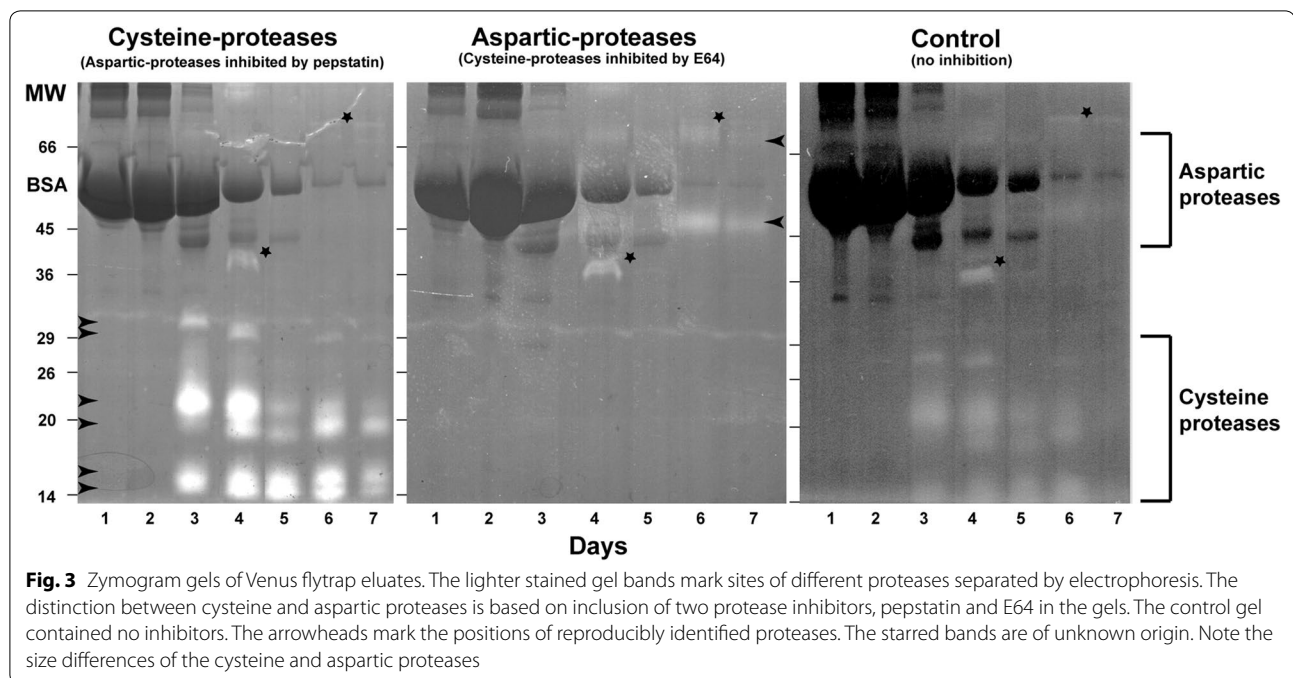 Cysteine-proteases
(Aspartic-proteases inhibited by pepstatin)
Aspartic-proteases
(Cysteine-proteases inhibited by E64)
Control
(no inhibition)
MW
66
BSA
45
36
29
26
20
14
Aspartic
proteases
Cysteine
proteases
1 2 3 4 5 6 7
1 2 3 4 5 6 7
1 2 3 4 5 6 7
Days
Fig. 3 Zymogram gels of Venus flytrap eluates. The lighter stained gel bands mark sites of different proteases separated by electrophoresis. The
distinction between cysteine and aspartic proteases is based on inclusion of two protease inhibitors, pepstatin and E64 in the gels. The control gel
contained no inhibitors. The arrowheads mark the positions of reproducibly identified proteases. The starred bands are of unknown origin. Note the
size differences of the cysteine and aspartic proteases